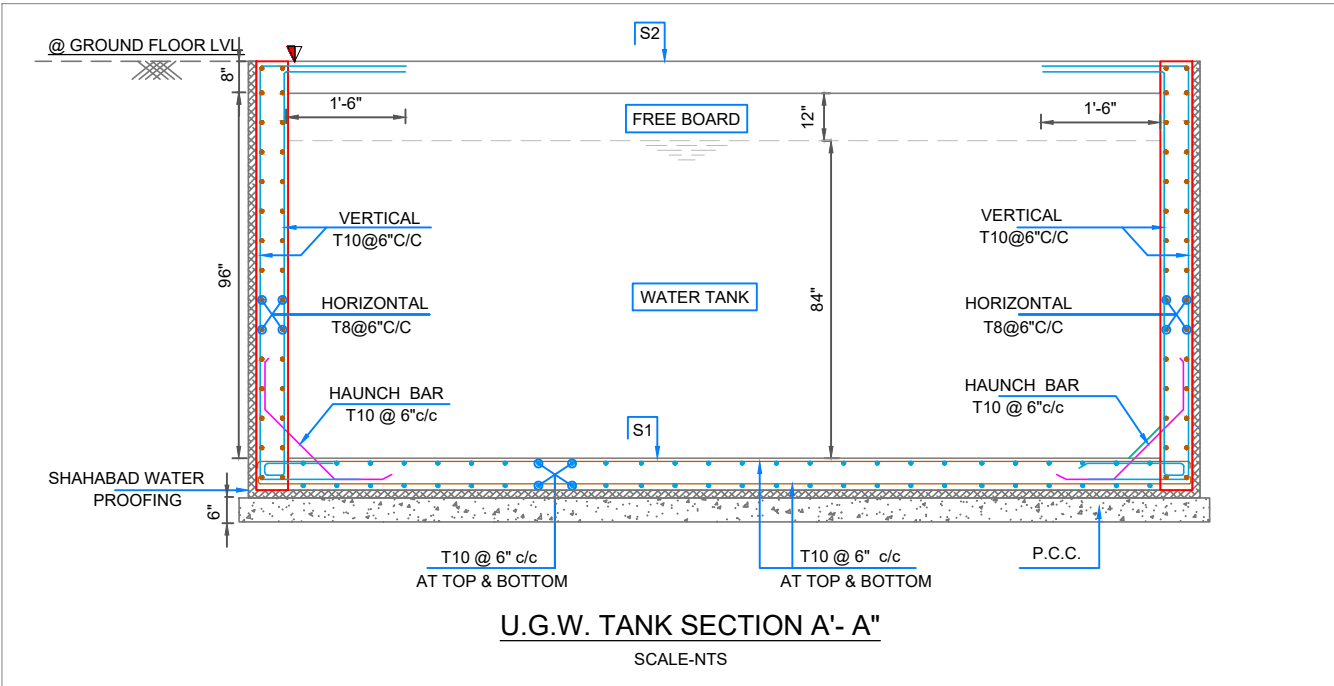 S2
@ GROUND FLOOR LVL
8"
1'-6"
FREE BOARD
12"
1'-6"
VERTICAL
T10@6"C/C
VERTICAL
T10@6"C/C
96"
WATER TANK
84"
HORIZONTAL
T8@6"C/C
HORIZONTAL
T8@6"C/C
HAUNCH BAR
T10 @ 6"c/c
HAUNCH BAR
T10 @ 6"c/c
S1
SHAHABAD WATER
PROOFING
6"
T10 @ 6" c/c
AT TOP & BOTTOM
T10 @ 6" c/c
AT TOP & BOTTOM
P.C.C.
U.G.W. TANK SECTION A'- A"
SCALE-NTS